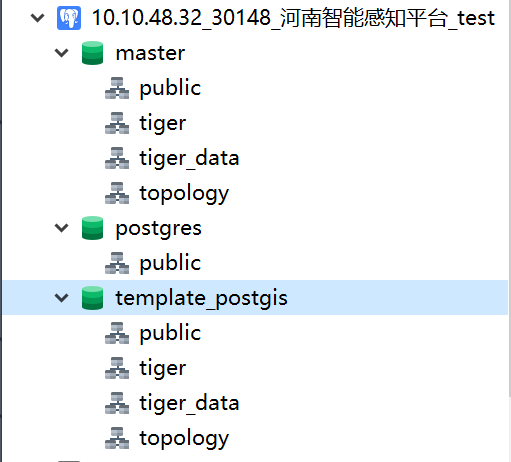 10.10.48.32_30148_河南智能感知平台_test
master
public
tiger
tiger_data
topology
postgres
public
template_postgis
public
tiger
tiger_data
topology